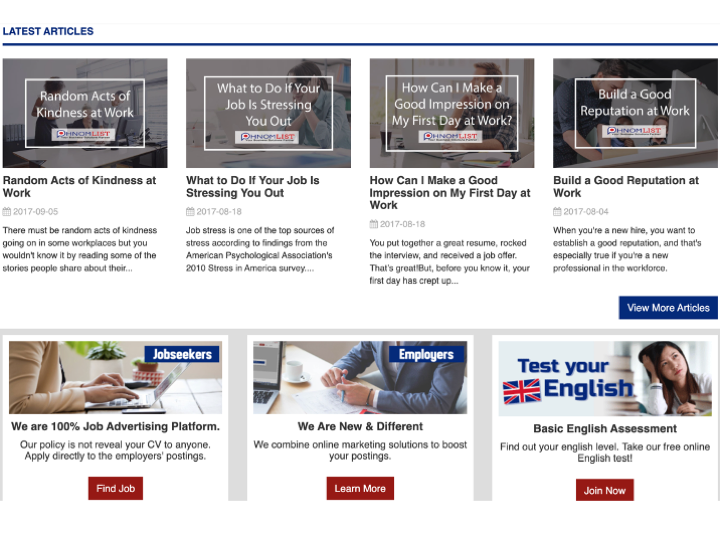 LATEST ARTICLES
Random Acts of
Kindness at Work
PHNOMLIST
What to Do If Your
Job Is Stressing
You Out
PHNOMLIST
How Can I Make a
Good Impression on
My First Day at Work?
PHNOMLIST
Build a Good
Reputation at Work
PHNOMLIST
Random Acts of Kindness at
Work
2017-09-05
There must be random acts of kindness
going on in some workplaces but you
wouldn't know it by reading some of the
stories people share about their...
What to Do If Your Job Is
Stressing You Out
2017-08-18
Job stress is one of the top sources of
stress according to findings from the
American Psychological Association's
2010 Stress in America survey....
How Can I Make a Good
Impression on My First Day at
Work
2017-08-18
You put together a great resume, rocked
the interview, and received a job offer.
That's great!But, before you know it, your
first day has crept up...
Build a Good Reputation at
Work
2017-08-04
When you're a new hire, you want to
establish a good reputation, and that's
especially true if you're a new
professional in the workforce.
View More Articles
Jobseekers
We are 100% Job Advertising Platform.
Our policy is not reveal your CV to anyone.
Apply directly to the employers' postings.
Find Job
Employers
We Are New & Different
We combine online marketing solutions to boost
your postings.
Learn More
Test your
English
Basic English Assessment
Find out your english level. Take our free online
English test!
Join Now